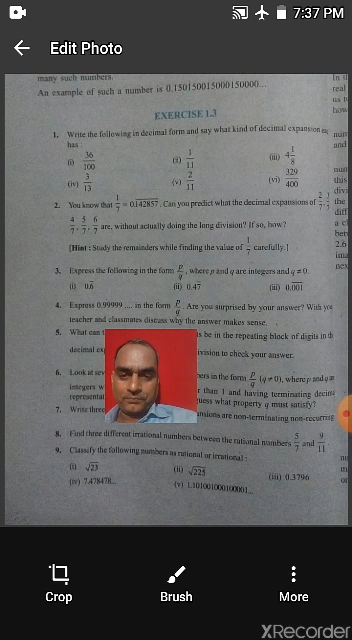 7:37 PM
Edit Photo
many such numbers.
An example of such a number is 0.150150015000150000...
EXERCISE 1.3
1. Write the following in decimal form and say what kind of decimal expansion
has :
(i) 36/100 (ii) 1/11 (iii) 4 1/8
(iv) 3/13 (v) 2/11 (vi) 329/400
2. You know that 1/7 = 0.142857. Can you predict what the decimal expansions of 2/7, 3/7,
4/7, 5/7, 6/7 are, without actually doing the long division? If so, how?
[Hint : Study the remainders while finding the value of 1/7 carefully.]
3. Express the following in the form p/q, where p and q are integers and q ≠ 0.
(i) 0.6 (ii) 0.47 (iii) 0.001
4. Express 0.99999 .... in the form p/q. Are you surprised by your answer? With your
teacher and classmates discuss why the answer makes sense.
5. What can t s be in the repeating block of digits in th
decimal ex ivision to check your answer.
6. Look at sev ers in the form p/q (q ≠ 0), where p and q are
integers w r than 1 and having terminating decima
representat uess what property q must satisfy?
7. Write three nsions are non-terminating non-recurring
8. Find three different irrational numbers between the rational numbers 5/7 and 9/11
9. Classify the following numbers as rational or irrational :
(i) √23 (ii) √225 (iii) 0.3796
(iv) 7.478478... (v) 1.101001000100001...
Crop Brush More
XRecorder